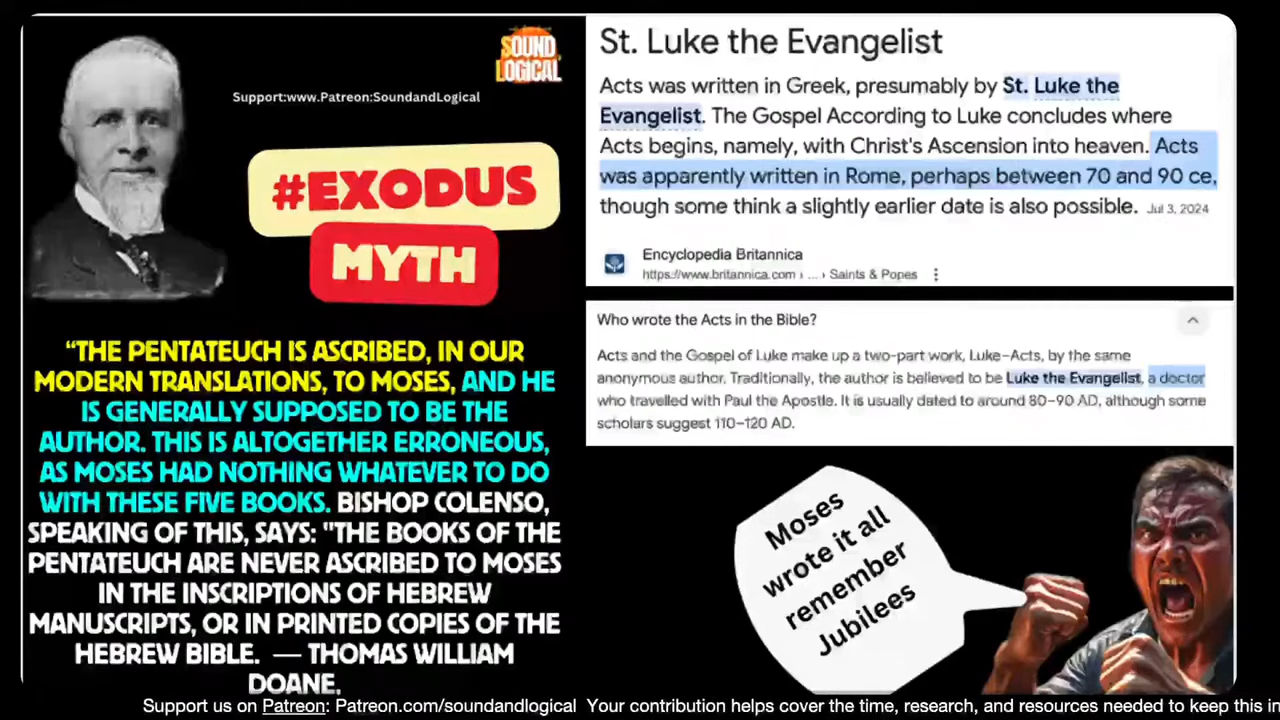 SOUND
LOGICAL
Support:www.Patreon:SoundandLogical
#EXODUS
MYTH
“THE PENTATEUCH IS ASCRIBED, IN OUR
MODERN TRANSLATIONS, TO MOSES, AND HE
IS GENERALLY SUPPOSED TO BE THE
AUTHOR. THIS IS ALTOGETHER ERRONEOUS,
AS MOSES HAD NOTHING WHATEVER TO DO
WITH THESE FIVE BOOKS. BISHOP COLENSO,
SPEAKING OF THIS, SAYS: "THE BOOKS OF THE
PENTATEUCH ARE NEVER ASCRIBED TO MOSES
IN THE INSCRIPTIONS OF HEBREW
MANUSCRIPTS, OR IN PRINTED COPIES OF THE
HEBREW BIBLE. — THOMAS WILLIAM
DOANE.
St. Luke the Evangelist
Acts was written in Greek, presumably by St. Luke the
Evangelist. The Gospel According to Luke concludes where
Acts begins, namely, with Christ's Ascension into heaven. Acts
was apparently written in Rome, perhaps between 70 and 90 ce,
though some think a slightly earlier date is also possible. Jul 3, 2024
Encyclopedia Britannica
https://www.britannica.com › ... › Saints & Popes
Who wrote the Acts in the Bible?
Acts and the Gospel of Luke make up a two-part work, Luke–Acts, by the same
anonymous author. Traditionally, the author is believed to be Luke the Evangelist, a doctor
who travelled with Paul the Apostle. It is usually dated to around 80–90 AD, although some
scholars suggest 110–120 AD.
Moses
wrote it all
remember
Jubilees
Support us on Patreon: Patreon.com/soundandlogical Your contribution helps cover the time, research, and resources needed to keep this in